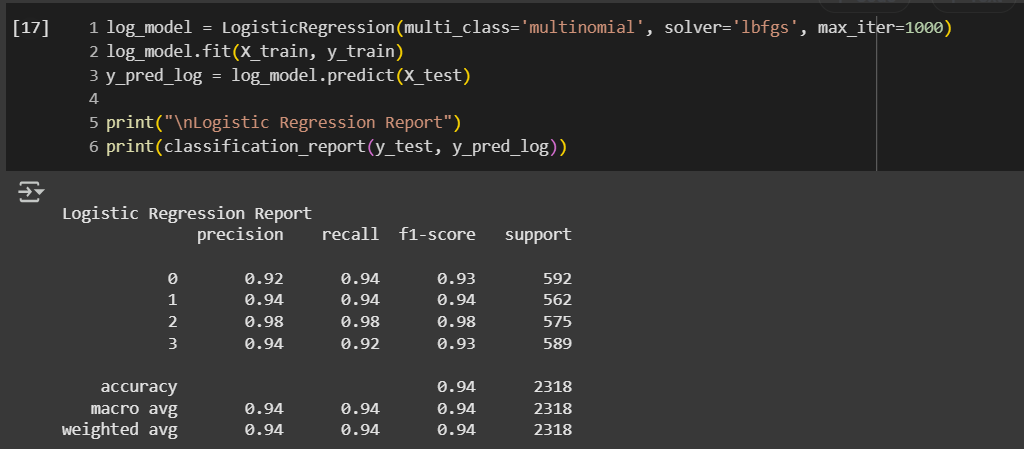 [17] 1 log_model = LogisticRegression(multi_class='multinomial', solver='lbfgs', max_iter=1000)
2 log_model.fit(X_train, y_train)
3 y_pred_log = log_model.predict(X_test)
4
5 print("\nLogistic Regression Report")
6 print(classification_report(y_test, y_pred_log))
Logistic Regression Report
precision recall f1-score support
0 0.92 0.94 0.93 592
1 0.94 0.94 0.94 562
2 0.98 0.98 0.98 575
3 0.94 0.92 0.93 589
accuracy 0.94 2318
macro avg 0.94 0.94 0.94 2318
weighted avg 0.94 0.94 0.94 2318